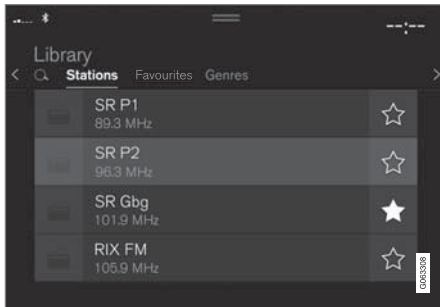 --:--
Library
Stations Favourites Genres
SR P1
89.3 MHz
SR P2
96.3 MHz
SR Gbg
101.9 MHz
RIX FM
105.9 MHz
G063308